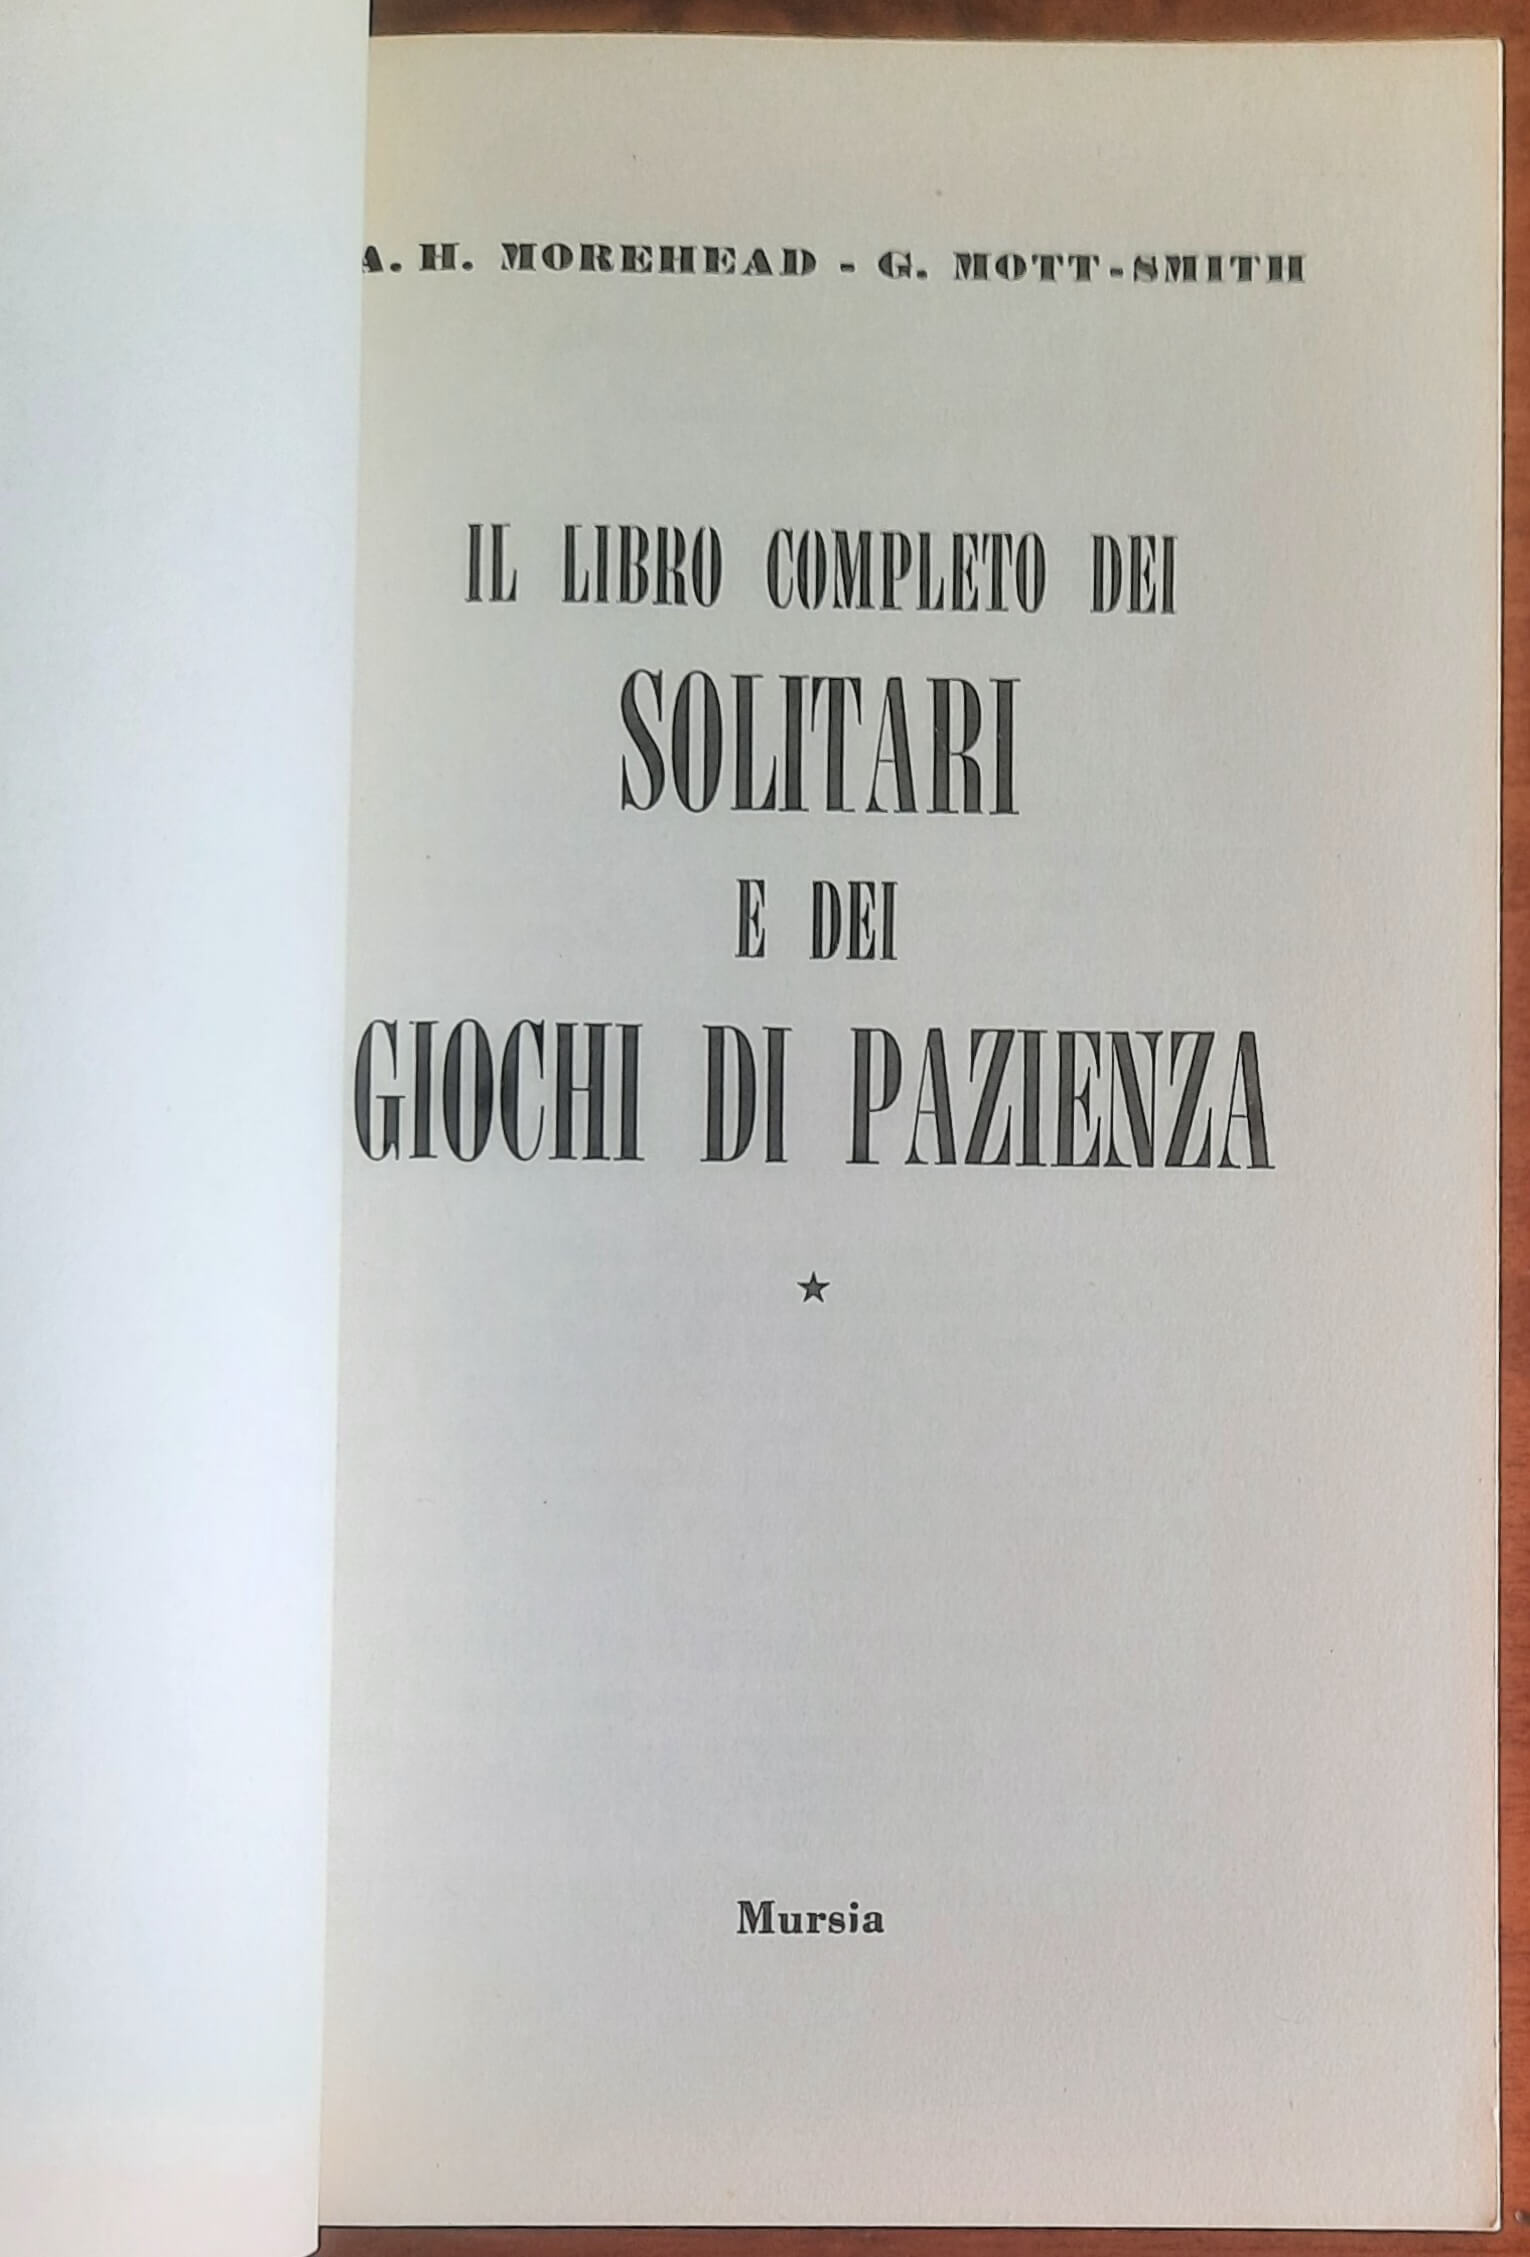 A. H. MOREHEAD - G. MOTT-SMITH
IL LIBRO COMPLETO DEI
SOLITARI
E DEI
GIOCHI DI PAZIENZA
★
Mursia